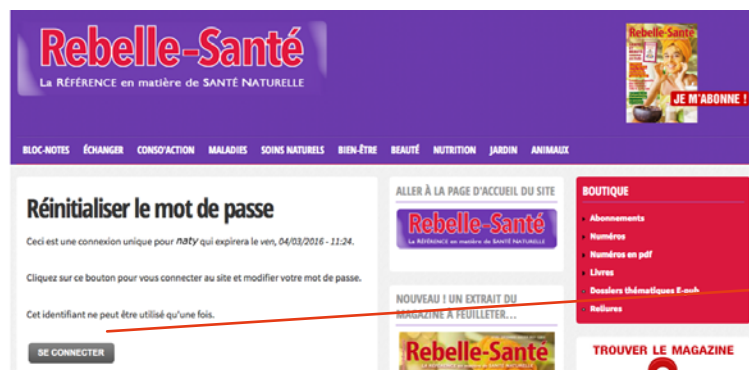 Rebelle-Santé
La RÉFÉRENCE en matière de SANTÉ NATURELLE
Rebelle-Santé
JE M'ABONNE !
BLOC-NOTES ÉCHANGER CONSO'ACTION MALADIES SOINS NATURELS BIEN-ÊTRE BEAUTÉ NUTRITION JARDIN ANIMAUX
Réinitialiser le mot de passe
Ceci est une connexion unique pour naty qui expirera le ven, 04/03/2016 - 11:24.
Cliquez sur ce bouton pour vous connecter au site et modifier votre mot de passe.
Cet identifiant ne peut être utilisé qu'une fois.
SE CONNECTER
ALLER À LA PAGE D'ACCUEIL DU SITE
Rebelle-Santé
La RÉFÉRENCE en matière de SANTÉ NATURELLE
NOUVEAU ! UN EXTRAIT DU
MAGAZINE À FEUILLETER...
Rebelle-Santé
BOUTIQUE
Abonnements
Numéros
Numéros en pdf
Livres
Dossiers thématiques E-pub
Reliures
TROUVER LE MAGAZINE